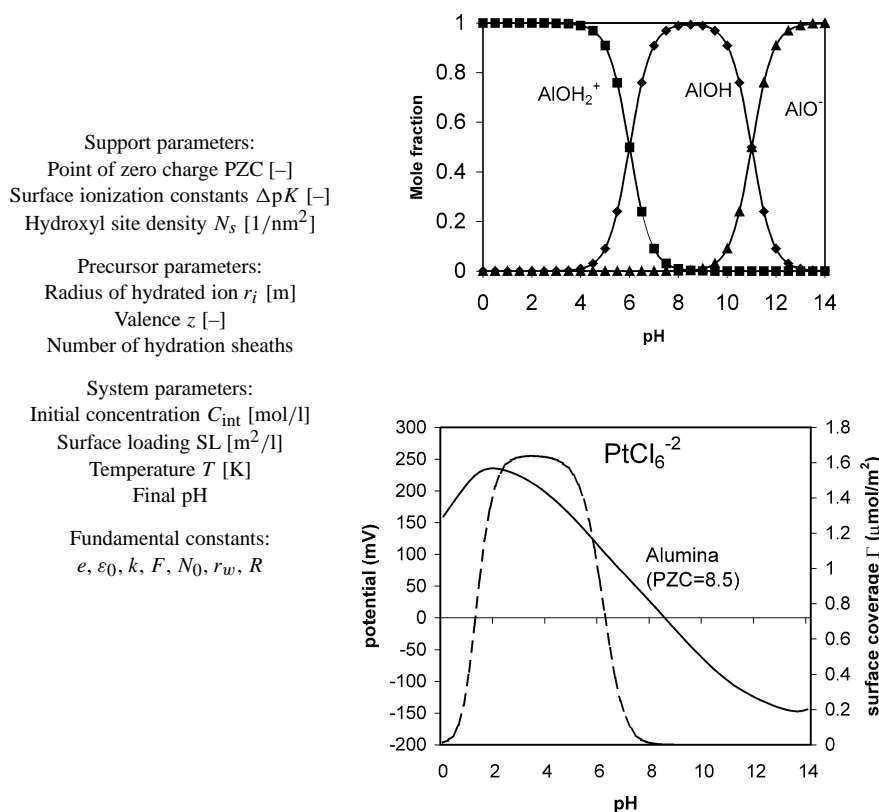 Support parameters:
Point of zero charge PZC [–]
Surface ionization constants ΔpK [–]
Hydroxyl site density Nₛ [1/nm²]
Precursor parameters:
Radius of hydrated ion rᵢ [m]
Valence z [–]
Number of hydration sheaths
System parameters:
Initial concentration C_int [mol/l]
Surface loading SL [m²/l]
Temperature T [K]
Final pH
Fundamental constants:
e, ε₀, k, F, N₀, r_w, R
1
0.8
0.6
0.4
0.2
0
Mole fraction
AlOH₂⁺
AlOH
AlO⁻
0 2 4 6 8 10 12 14
pH
300
250
200
150
100
50
0
-50
-100
-150
-200
potential (mV)
PtCl₆⁻²
Alumina
(PZC=8.5)
1.8
1.6
1.4
1.2
1
0.8
0.6
0.4
0.2
0
surface coverage Γ (μmol/m²)
0 2 4 6 8 10 12 14
pH